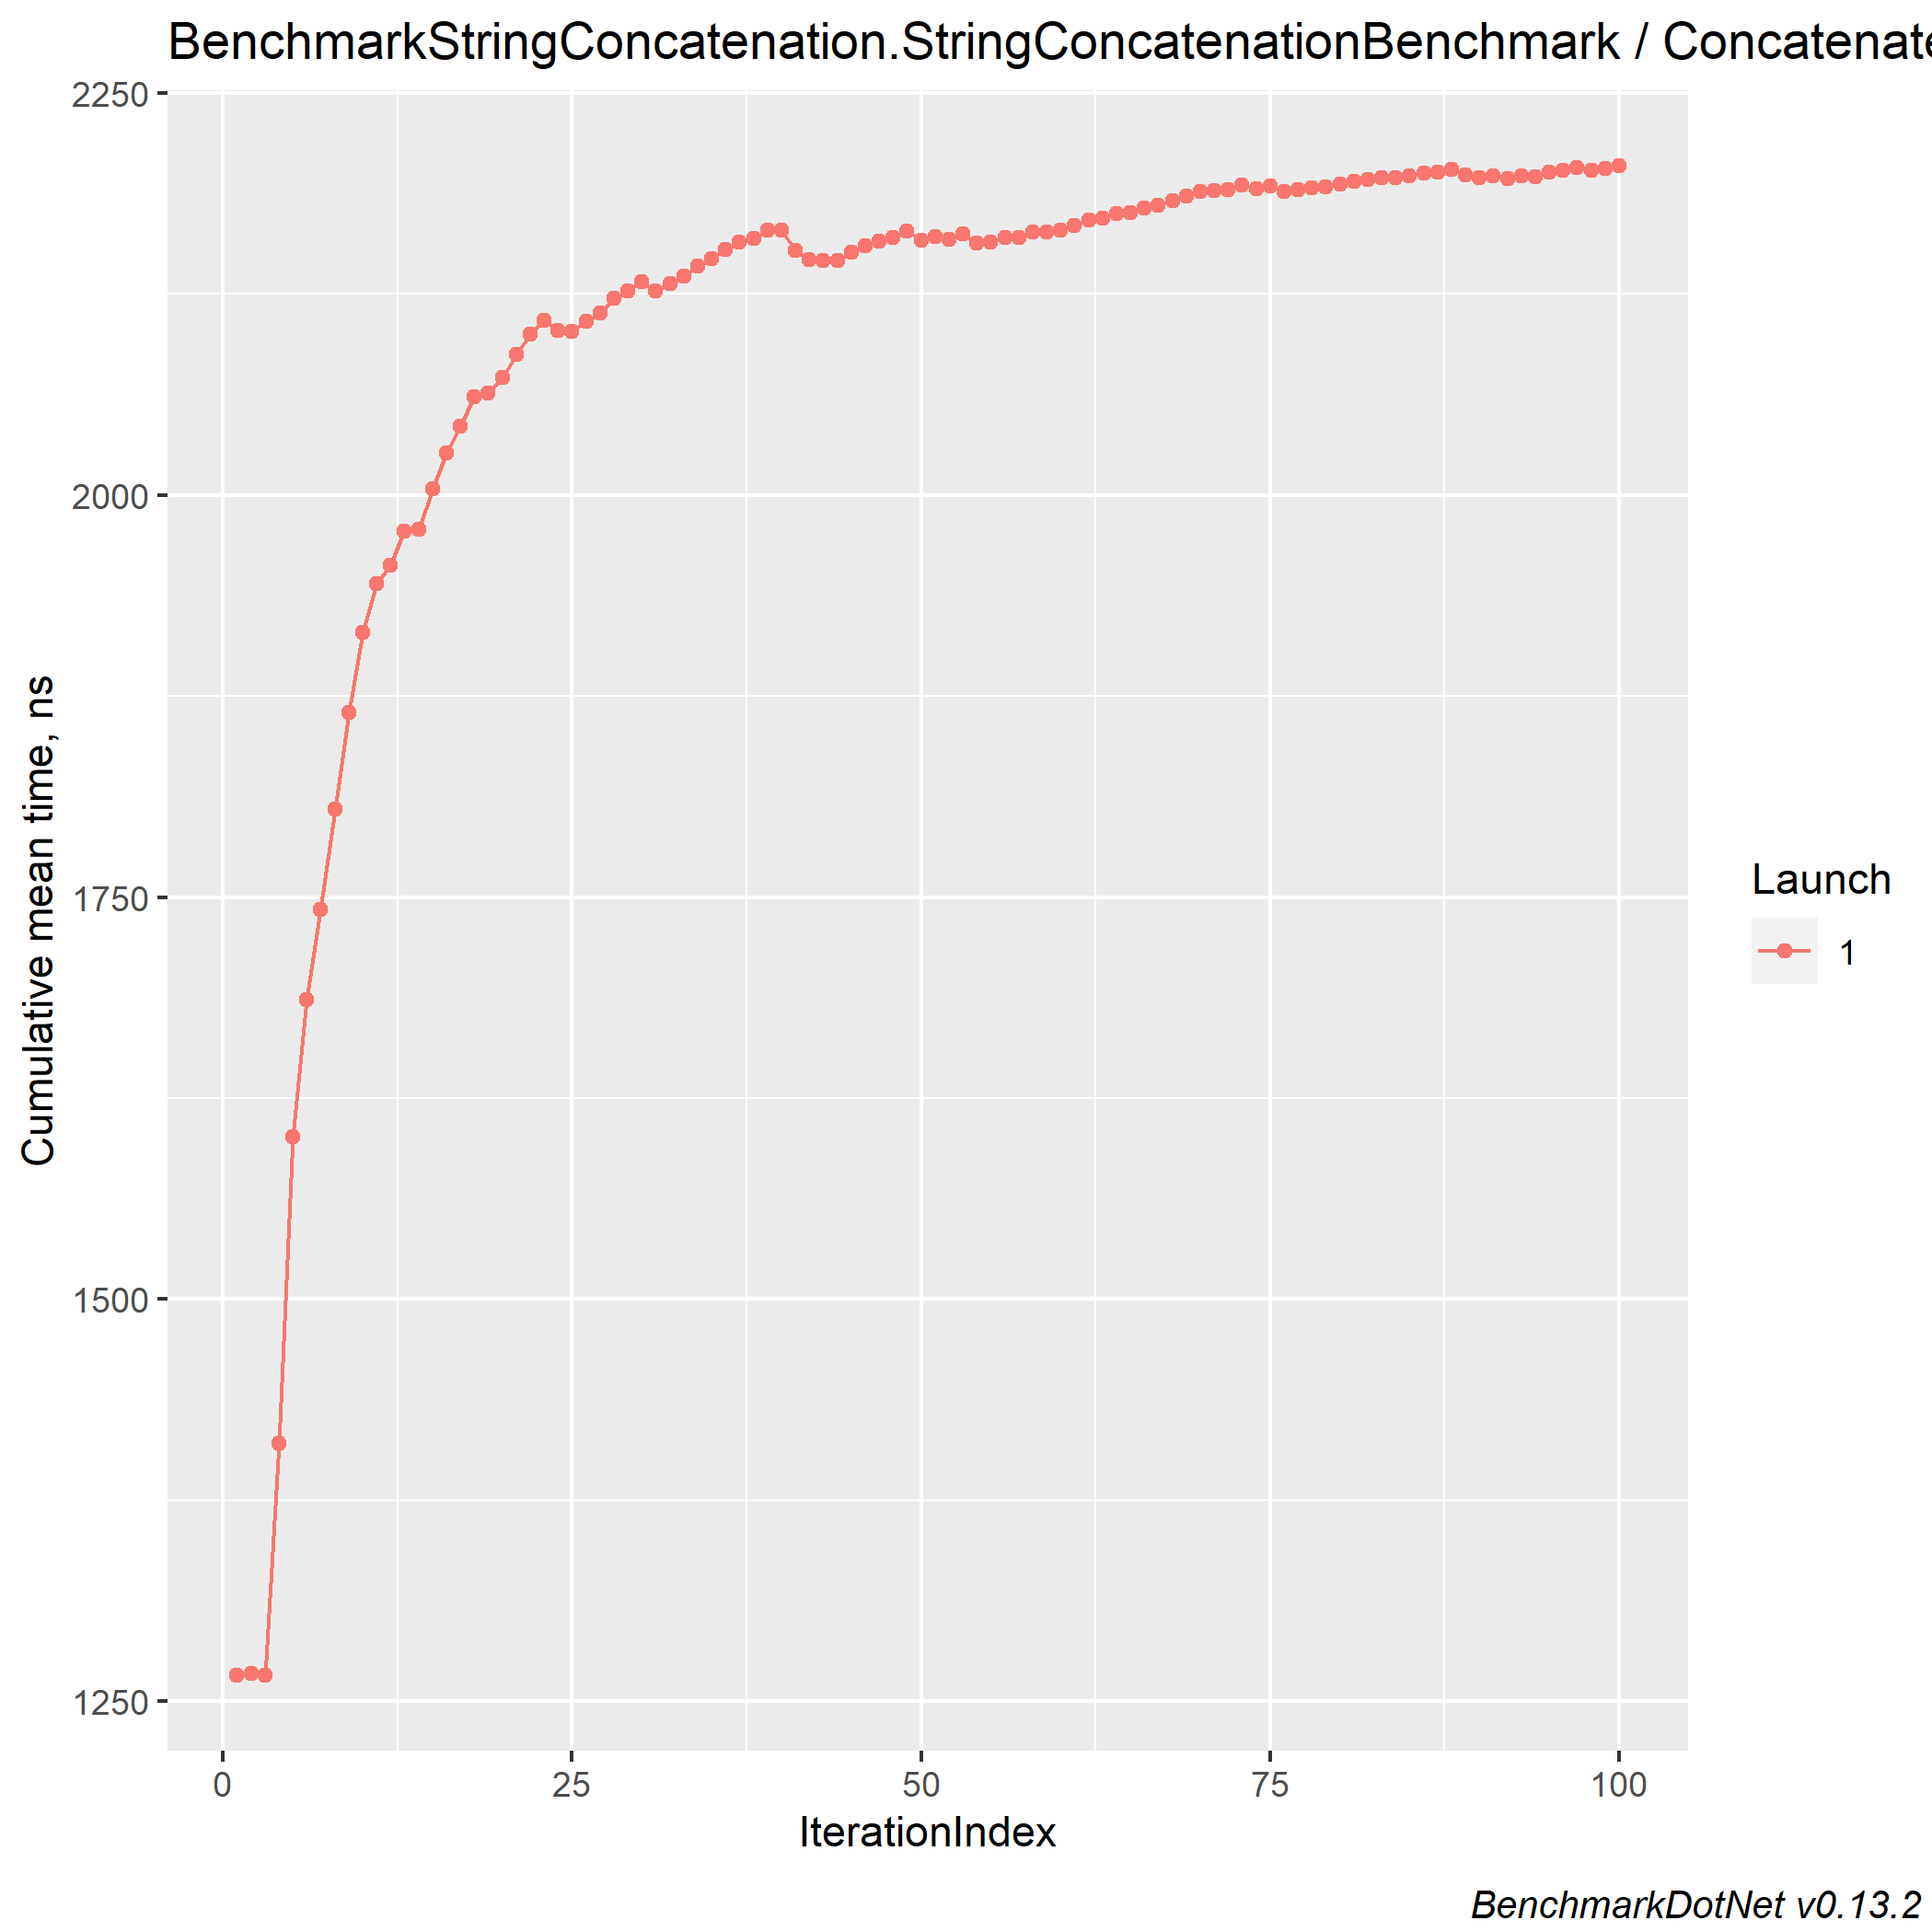 BenchmarkStringConcatenation.StringConcatenationBenchmark / Concatenate
2250
2000
1750
1500
1250
Cumulative mean time, ns
0 25 50 75 100
IterationIndex
Launch
1
BenchmarkDotNet v0.13.2